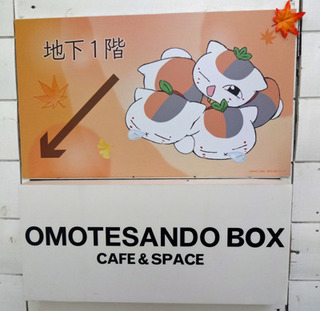 地下1階
OMOTESANDO BOX
CAFE & SPACE